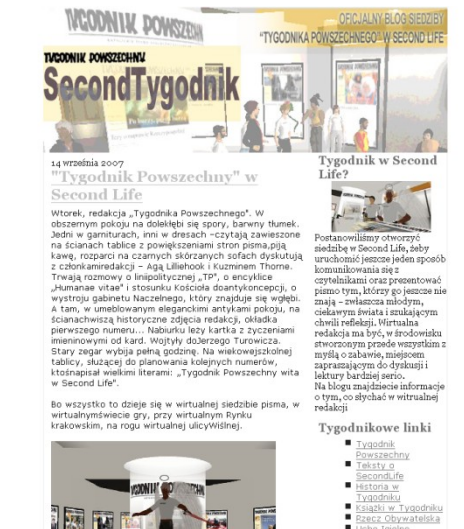 TYGODNIK POWSZECHNY
OFICJALNY BLOG SIEDZIBY
"TYGODNIKA POWSZECHNEGO" W SECOND LIFE
TYGODNIK POWSZECHNY
SecondTygodnik
14 września 2007
"Tygodnik Powszechny" w
Second Life
Wtorek, redakcja „Tygodnika Powszechnego". W
obszernym pokoju na dolekłębi się spory, barwny tłumek.
Jedni w garniturach, inni w dresach –czytają zawieszone
na ścianach tablice z powiększeniami stron pisma,piją
kawę, rozparci na czarnych skórzanych sofach dyskutują
z członkamiredakcji – Agą Lilliehook i Kuzminem Thorne.
Trwają rozmowy o liniipolitycznej „TP", o encyklice
„Humanae vitae" i stosunku Kościoła doantykoncepcji, o
wystroju gabinetu Naczelnego, który znajduje się wgłębi.
A tam, w umeblowanym eleganckimi antykami pokoju, na
ścianachwiszą historyczne zdjęcia redakcji, okładka
pierwszego numeru... Nabiurku leży kartka z życzeniami
imieninowymi od kard. Wojtyły doJerzego Turowicza.
Stary zegar wybija pełną godzinę. Na wiekowejszkolnej
tablicy, służącej do planowania kolejnych numerów,
ktośnapisał wielkimi literami: „Tygodnik Powszechny wita
w Second Life".
Bo wszystko to dzieje się w wirtualnej siedzibie pisma, w
wirtualnymświecie gry, przy wirtualnym Rynku
krakowskim, na rogu wirtualnej ulicyWiślnej.
Tygodnik w Second
Life?
Postanowiliśmy otworzyć
siedzibę w Second Life, żeby
uruchomić jeszcze jeden sposób
komunikowania się z
czytelnikami oraz prezentować
pismo tym, którzy go jeszcze nie
znają – zwłaszcza młodym,
ciekawym świata i szukającym
chwili refleksji. Wirtualna
redakcja ma być, w środowisku
stworzonym przede wszystkim z
myślą o zabawie, miejscem
zapraszającym do dyskusji i
lektury bardziej serio.
Na blogu znajdziecie informacje
o tym, co słychać w wirtualnej
redakcji
Tygodnikowe linki
Tygodnik
Powszechny
Teksty o
SecondLife
Historia w
Tygodniku
Książki w Tygodniku
Rzecz Obywatelska